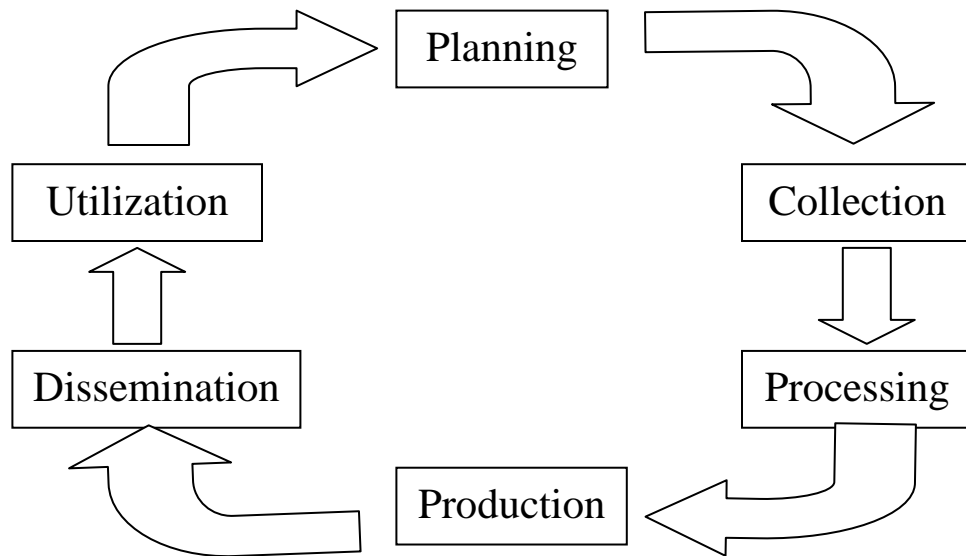 Planning
Collection
Processing
Production
Dissemination
Utilization